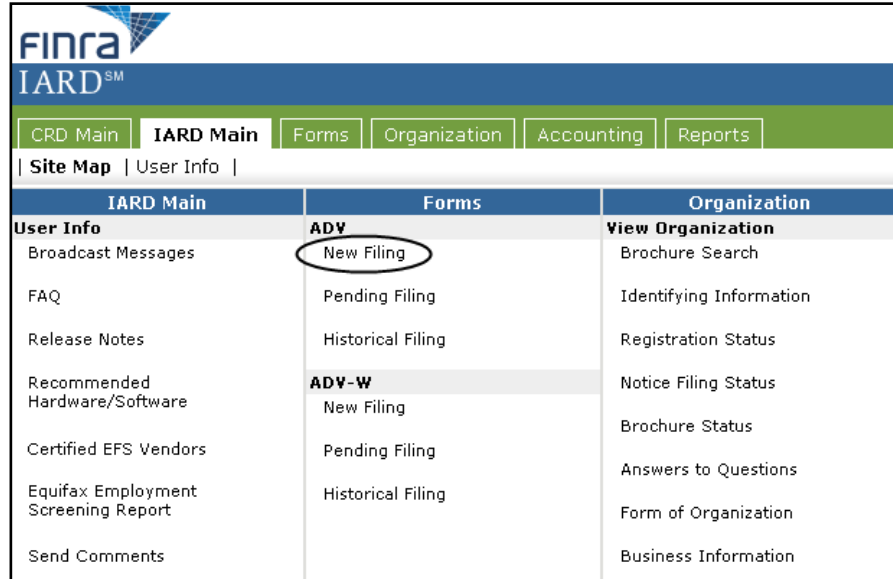 FINRA
IARD℠
CRD Main IARD Main Forms Organization Accounting Reports
| Site Map | User Info |
IARD Main
User Info
Broadcast Messages
FAQ
Release Notes
Recommended
Hardware/Software
Certified EFS Vendors
Equifax Employment
Screening Report
Send Comments
Forms
ADV
New Filing
Pending Filing
Historical Filing
ADV-W
New Filing
Pending Filing
Historical Filing
Organization
View Organization
Brochure Search
Identifying Information
Registration Status
Notice Filing Status
Brochure Status
Answers to Questions
Form of Organization
Business Information